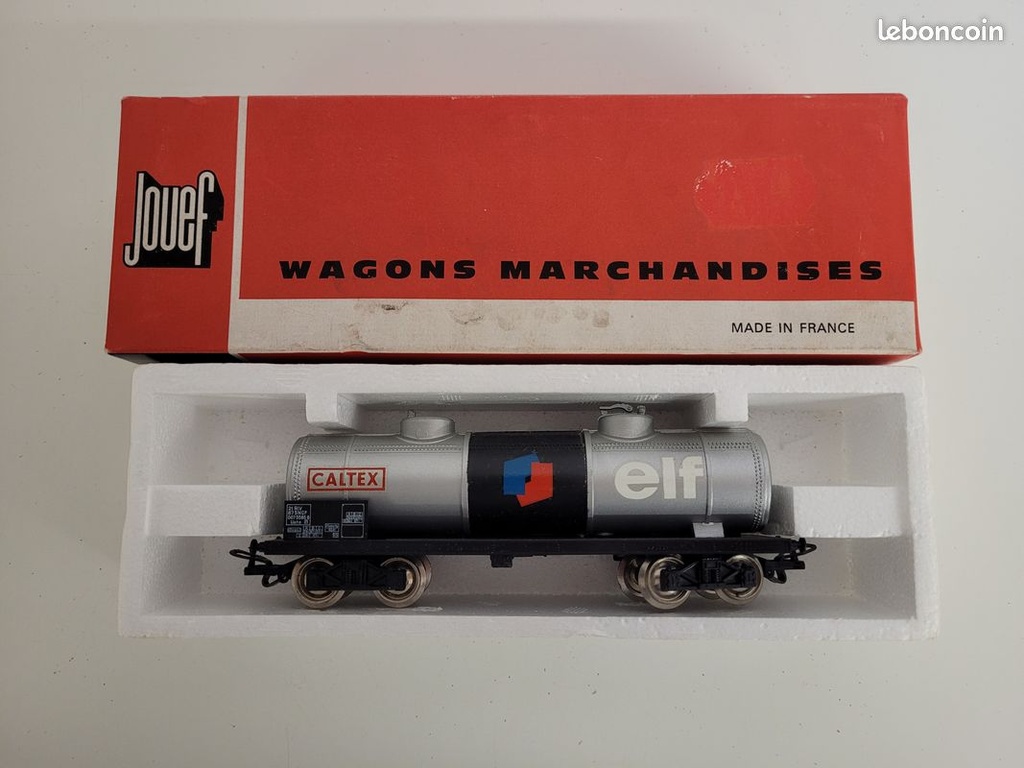 leboncoin
Jouef
WAGONS MARCHANDISES
MADE IN FRANCE
CALTEX
elf